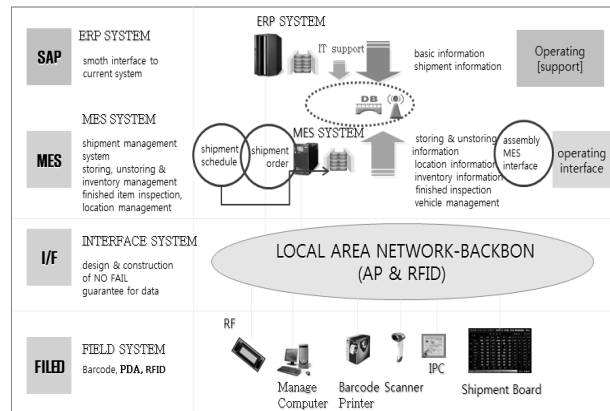 SAP
ERP SYSTEM
smoth interface to
current system
ERP SYSTEM
IT support
basic information
shipment information
Operating
[support]
DB
MES
MES SYSTEM
shipment management
system
storing, unstoring &
inventory management
finished item inspection,
location management
shipment
schedule
shipment
order
MES SYSTEM
storing & unstoring
information
location information
inventory information
finished inspection
vehicle management
assembly
MES
interface
operating
interface
I/F
INTERFACE SYSTEM
design & construction
of NO FAIL
guarantee for data
LOCAL AREA NETWORK-BACKBON
(AP & RFID)
FILED
FIELD SYSTEM
Barcode, PDA, RFID
RF
Manage
Computer
Barcode
Printer
Scanner
IPC
Shipment Board